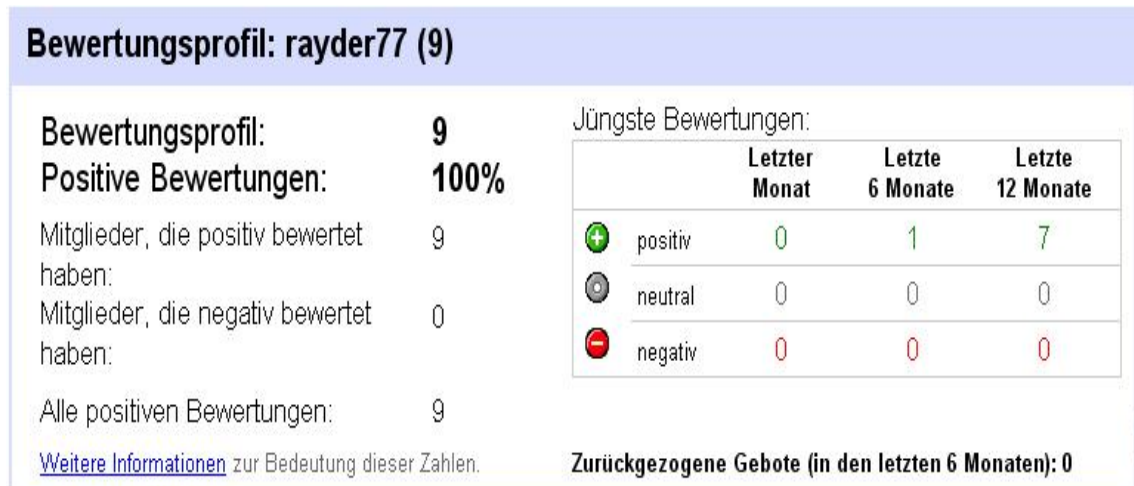 Bewertungsprofil: rayder77 (9)
Bewertungsprofil: 9
Positive Bewertungen: 100%
Mitglieder, die positiv bewertet 9
haben:
Mitglieder, die negativ bewertet 0
haben:
Alle positiven Bewertungen: 9
Weitere Informationen zur Bedeutung dieser Zahlen.
Jüngste Bewertungen:
Letzter Letzte Letzte
Monat 6 Monate 12 Monate
positiv 0 1 7
neutral 0 0 0
negativ 0 0 0
Zurückgezogene Gebote (in den letzten 6 Monaten): 0